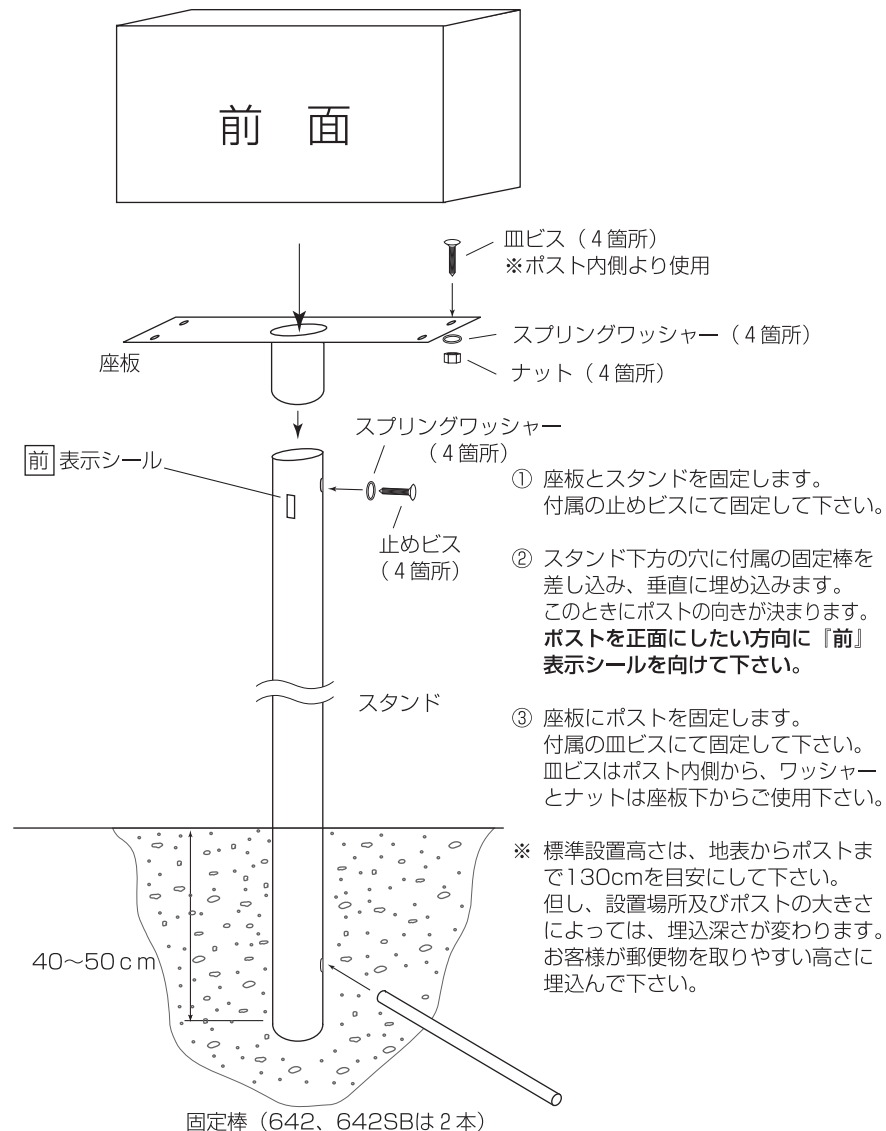 前 面
皿ビス（4箇所）
※ポスト内側より使用
スプリングワッシャー（4箇所）
ナット（4箇所）
座板
スプリングワッシャー
（4箇所）
前 表示シール
止めビス
（4箇所）
スタンド
① 座板とスタンドを固定します。
付属の止めビスにて固定して下さい。
② スタンド下方の穴に付属の固定棒を
差し込み、垂直に埋め込みます。
このときにポストの向きが決まります。
ポストを正面にしたい方向に『前』
表示シールを向けて下さい。
③ 座板にポストを固定します。
付属の皿ビスにて固定して下さい。
皿ビスはポスト内側から、ワッシャー
とナットは座板下からご使用下さい。
※ 標準設置高さは、地表からポストま
で130cmを目安にして下さい。
但し、設置場所及びポストの大きさ
によっては、埋込深さが変わります。
お客様が郵便物を取りやすい高さに
埋込んで下さい。
40〜50cm
固定棒（642、642SBは2本）